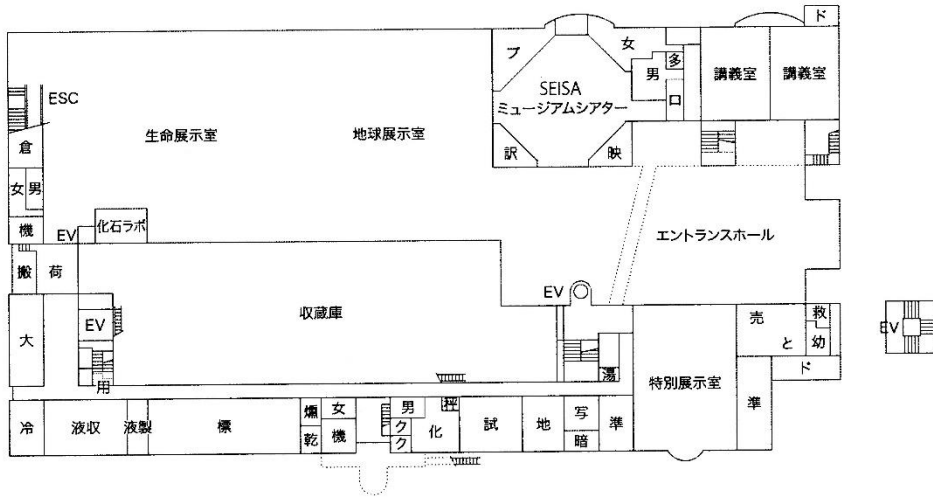 ド
プ
女
多
男
口
SEISA
ミュージアムシアター
講義室
講義室
ESC
生命展示室
地球展示室
倉
訳
映
女
男
機
EV
化石ラボ
エントランスホール
搬
荷
EV
収蔵庫
EV
大
売
と
救
幼
EV
用
湯
特別展示室
ド
準
冷
液収
液製
標
燻
乾
女
機
男
ク
ク
秤
化
試
地
写
暗
準